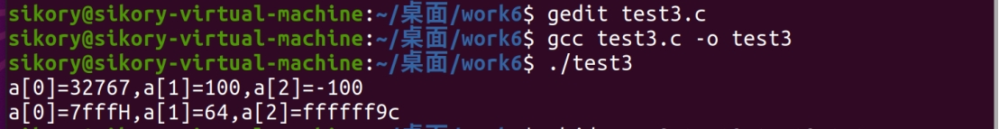 sikory@sikory-virtual-machine:~/桌面/work6$ gedit test3.c
sikory@sikory-virtual-machine:~/桌面/work6$ gcc test3.c -o test3
sikory@sikory-virtual-machine:~/桌面/work6$ ./test3
a[0]=32767,a[1]=100,a[2]=-100
a[0]=7fffH,a[1]=64,a[2]=ffffff9c